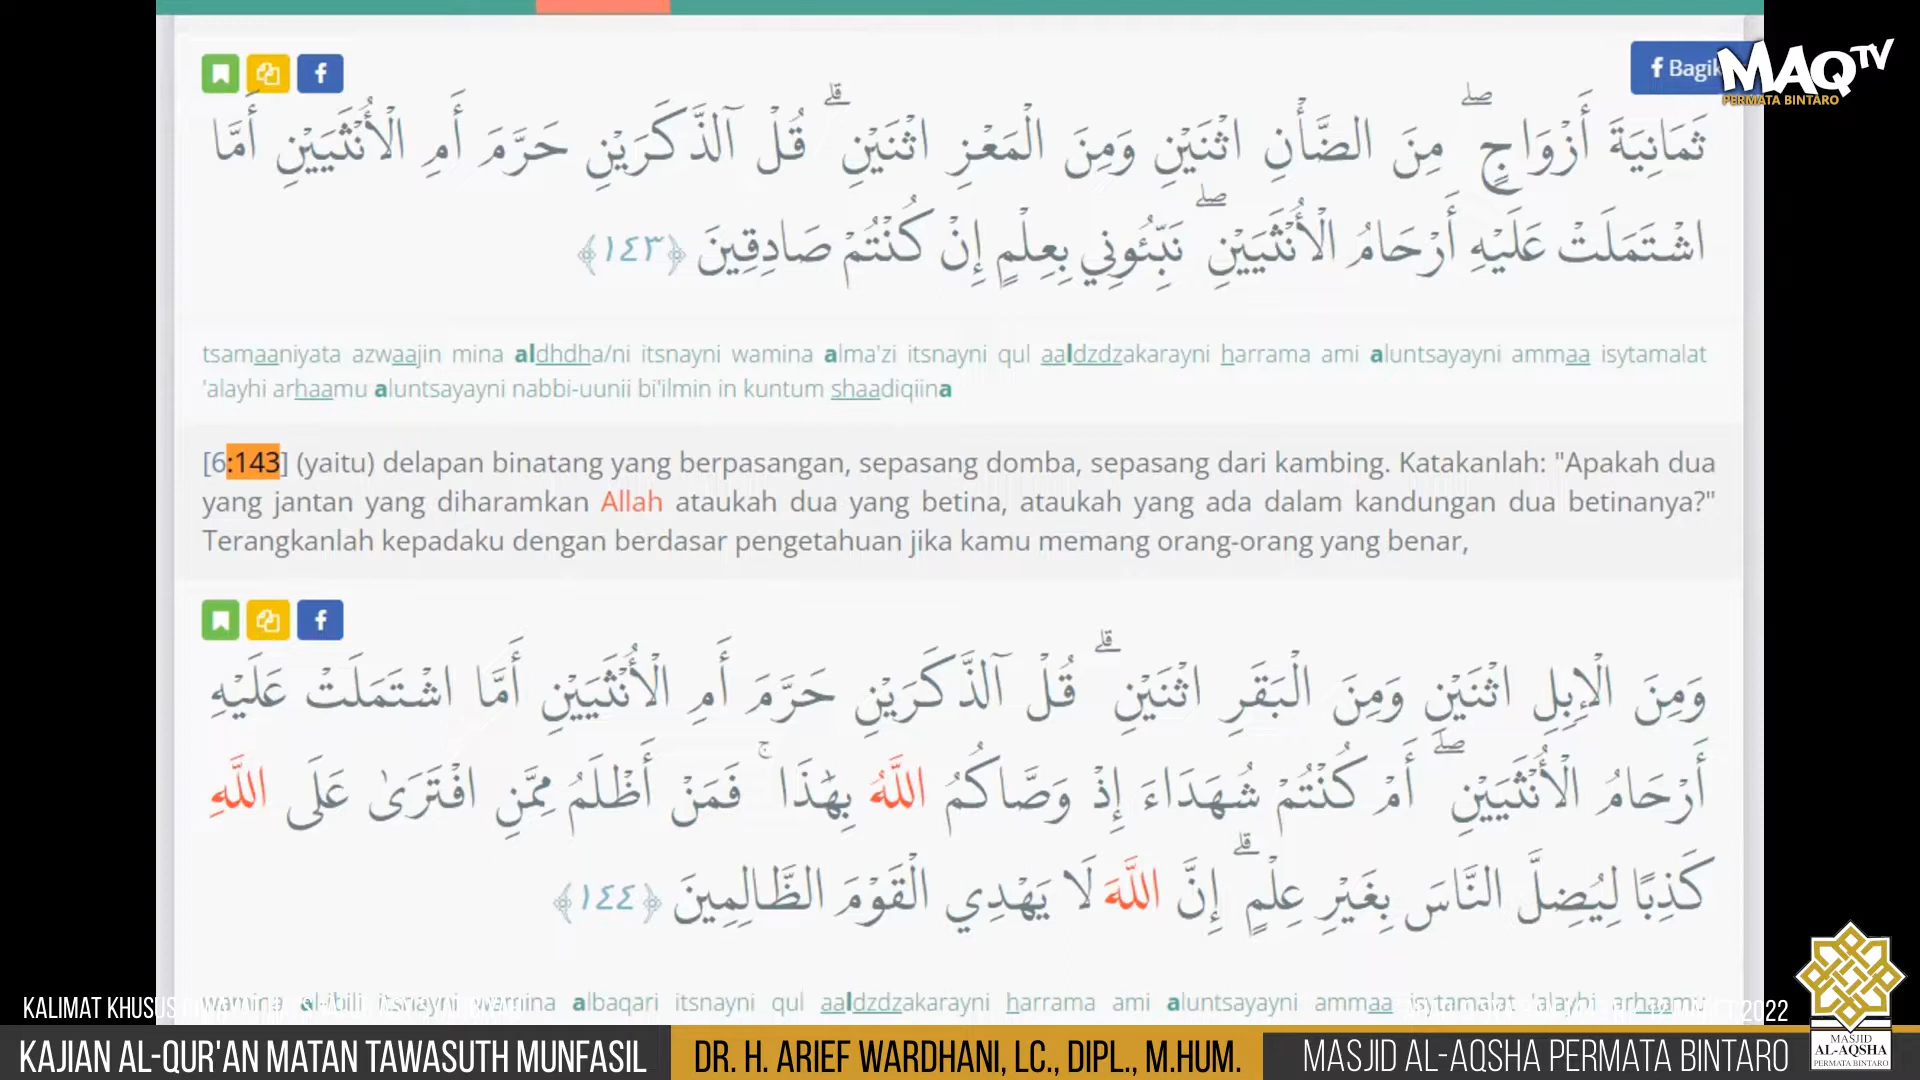 f Bagik
MAQTV
PERMATA BINTARO
ثَمَانِيَةَ أَزْوَاجٍ ۖ مِنَ الضَّأْنِ اثْنَيْنِ وَمِنَ الْمَعْزِ اثْنَيْنِ ۗ قُلْ آلذَّكَرَيْنِ حَرَّمَ أَمِ الْأُنْثَيَيْنِ أَمَّا
اشْتَمَلَتْ عَلَيْهِ أَرْحَامُ الْأُنْثَيَيْنِ ۖ نَبِّئُونِي بِعِلْمٍ إِنْ كُنْتُمْ صَادِقِينَ ﴿١٤٣﴾
tsamaaniyata azwaajin mina aldhdha/ni itsnayni wamina alma'zi itsnayni qul aaldzdzakarayni harrama ami aluntsayayni ammaa isytamalat
'alayhi arhaamu aluntsayayni nabbi-uunii bi'ilmin in kuntum shaadiqiina
[6:143] (yaitu) delapan binatang yang berpasangan, sepasang domba, sepasang dari kambing. Katakanlah: "Apakah dua
yang jantan yang diharamkan Allah ataukah dua yang betina, ataukah yang ada dalam kandungan dua betinanya?"
Terangkanlah kepadaku dengan berdasar pengetahuan jika kamu memang orang-orang yang benar,
وَمِنَ الْإِبِلِ اثْنَيْنِ وَمِنَ الْبَقَرِ اثْنَيْنِ ۗ قُلْ آلذَّكَرَيْنِ حَرَّمَ أَمِ الْأُنْثَيَيْنِ أَمَّا اشْتَمَلَتْ عَلَيْهِ
أَرْحَامُ الْأُنْثَيَيْنِ ۖ أَمْ كُنْتُمْ شُهَدَاءَ إِذْ وَصَّاكُمُ اللَّهُ بِهَٰذَا ۚ فَمَنْ أَظْلَمُ مِمَّنِ افْتَرَىٰ عَلَى اللَّهِ
كَذِبًا لِيُضِلَّ النَّاسَ بِغَيْرِ عِلْمٍ ۗ إِنَّ اللَّهَ لَا يَهْدِي الْقَوْمَ الظَّالِمِينَ ﴿١٤٤﴾
albaqari itsnayni qul aaldzdzakarayni harrama ami aluntsayayni ammaa isytamalat 'alayhi arhaamu
KALIMAT KHUSUS
2022
KAJIAN AL-QUR'AN MATAN TAWASUTH MUNFASIL
DR. H. ARIEF WARDHANI, LC., DIPL., M.HUM.
MASJID AL-AQSHA PERMATA BINTARO
MASJID
AL-AQSHA
PERMATA BINTARO